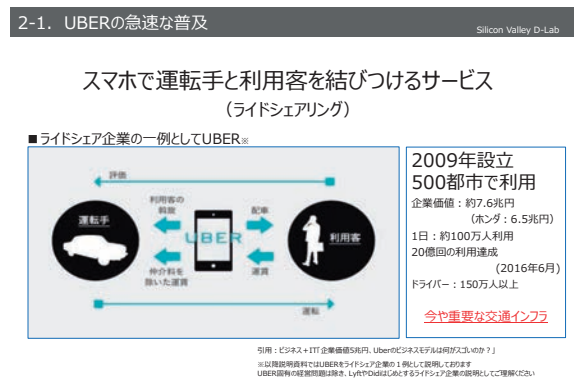 2-1．UBERの急速な普及
Silicon Valley D-Lab
スマホで運転手と利用客を結びつけるサービス
（ライドシェアリング）
■ライドシェア企業の一例としてUBER※
評価
運転手
利用客の
配車
UBER
利用客
仲介料を
除いた運賃
運賃
運転
2009年設立
500都市で利用
企業価値：約7.6兆円
（ホンダ：6.5兆円）
1日：約100万人利用
20億回の利用達成
（2016年6月）
ドライバー：150万人以上
今や重要な交通インフラ
引用：ビジネス+IT「企業価値5兆円、Uberのビジネスモデルは何がスゴいのか？」
※以降説明資料ではUBERをライドシェア企業の１例として説明しております
UBER固有の経営問題は除き、LyftやDidiはじめとするライドシェア企業の説明としてご理解ください